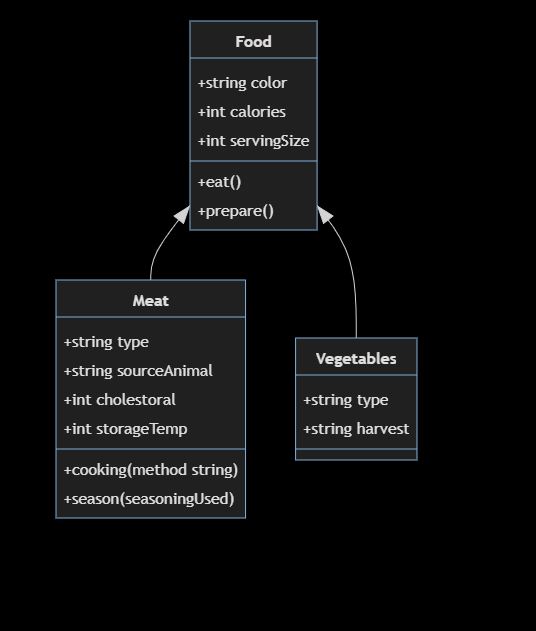 Food
+string color
+int calories
+int servingSize
+eat()
+prepare()
Meat
+string type
+string sourceAnimal
+int cholestoral
+int storageTemp
+cooking(method string)
+season(seasoningUsed)
Vegetables
+string type
+string harvest